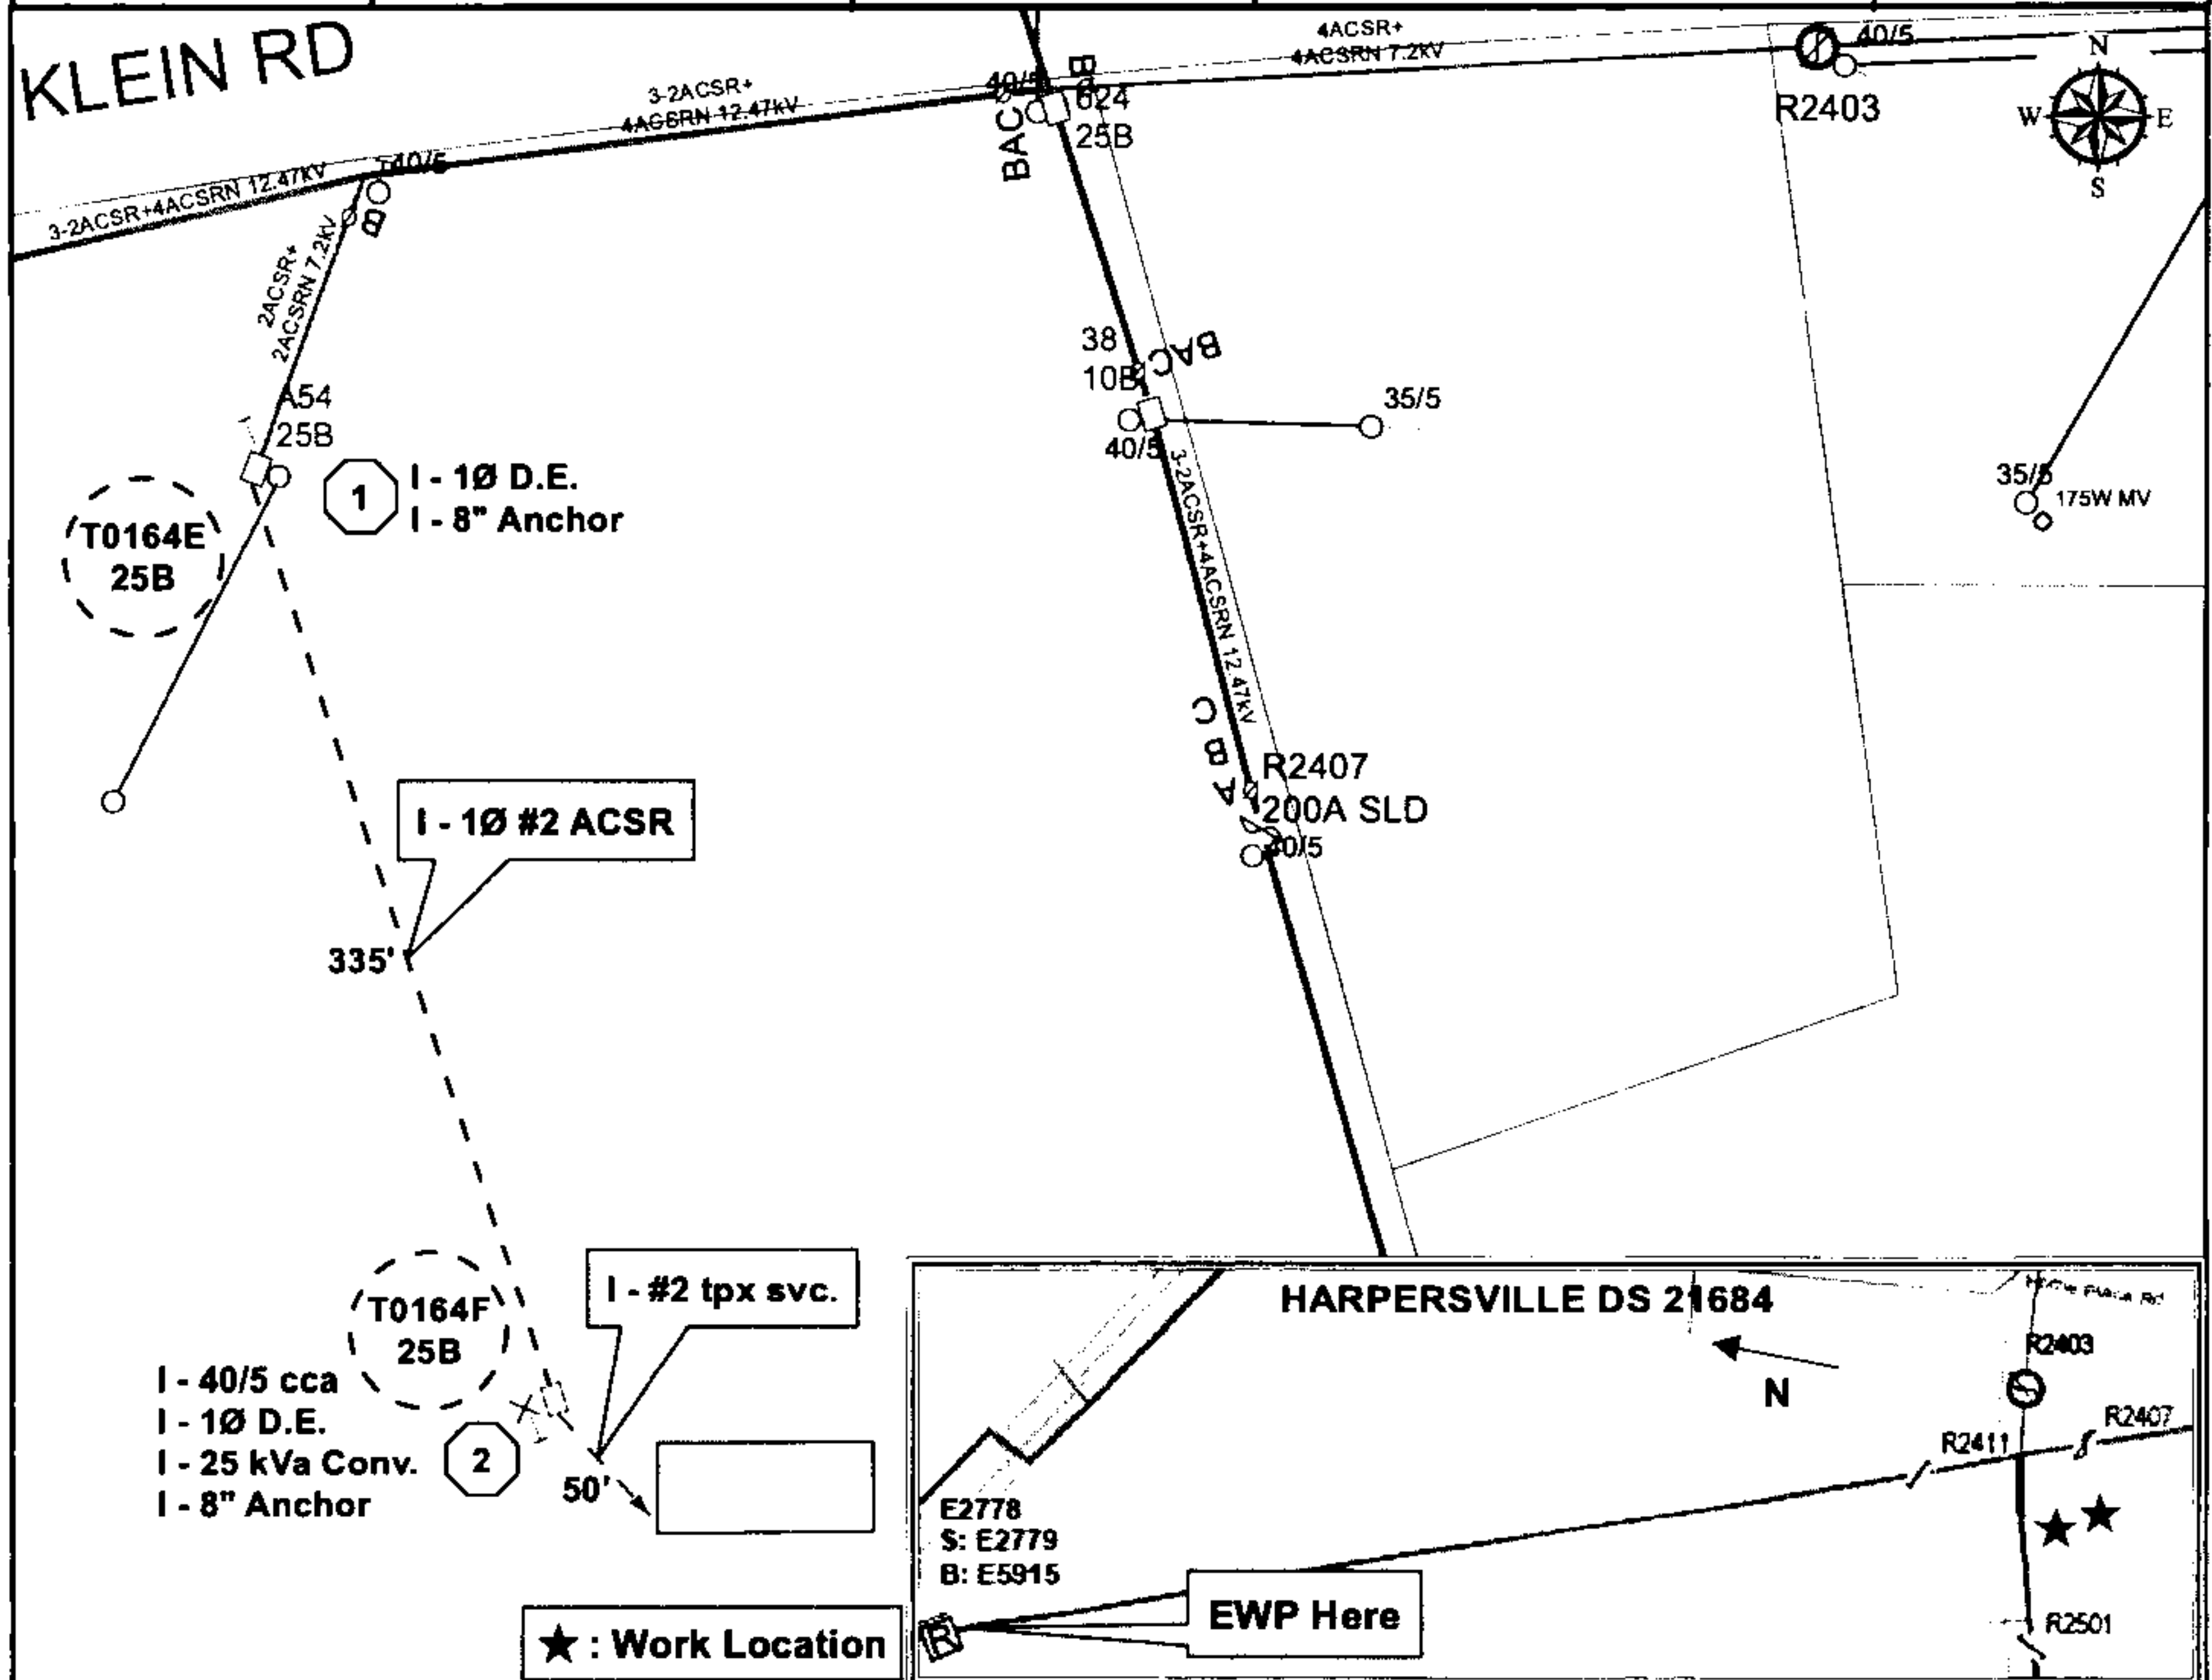 KLEIN RD
3-2ACSR+
4ACSRN 12.47kV
4ACSR+
4ACSRN 7.2kV
40/5
R2403
N
W
E
S
40/5
B
624
25B
BAC
40/5
3-2ACSR+4ACSRN 12.47kV
B
2ACSR+
2ACSRN 7.2kV
A54
25B
38
10B
BAC
35/5
40/5
35/5
175W MV
1
I - 1Ø D.E.
I - 8" Anchor
T0164E
25B
3-2ACSR+4ACSRN 12.47kV
A B C
R2407
200A SLD
40/5
I - 1Ø #2 ACSR
335'
T0164F
25B
I - #2 tpx svc.
I - 40/5 cca
I - 1Ø D.E.
I - 25 kVa Conv.
I - 8" Anchor
2
50'
★ : Work Location
HARPERSVILLE DS 21684
N
R2403
R2407
R2411
R2501
E2778
S: E2779
B: E5915
R
EWP Here